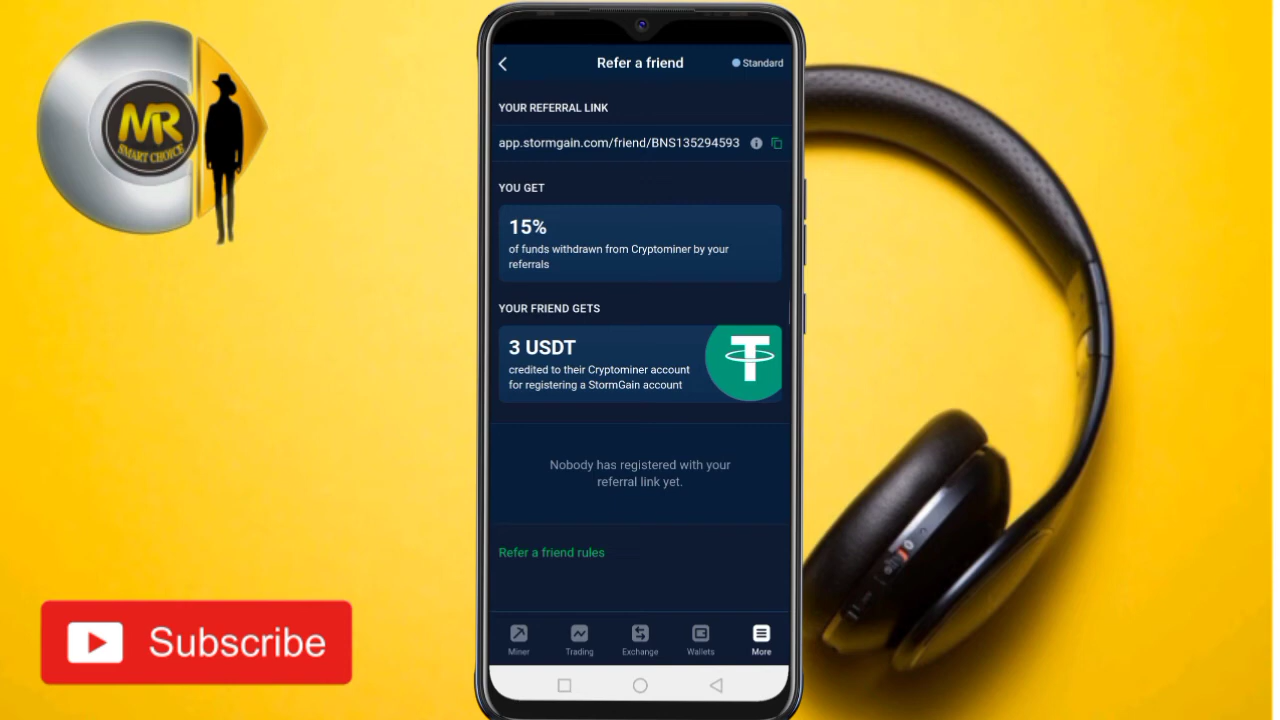 MR
SMART CHOICE
Refer a friend
Standard
YOUR REFERRAL LINK
app.stormgain.com/friend/BNS135294593
YOU GET
15%
of funds withdrawn from Cryptominer by your
referrals
YOUR FRIEND GETS
3 USDT
credited to their Cryptominer account
for registering a StormGain account
Nobody has registered with your
referral link yet.
Refer a friend rules
Miner
Trading
Exchange
Wallets
More
Subscribe